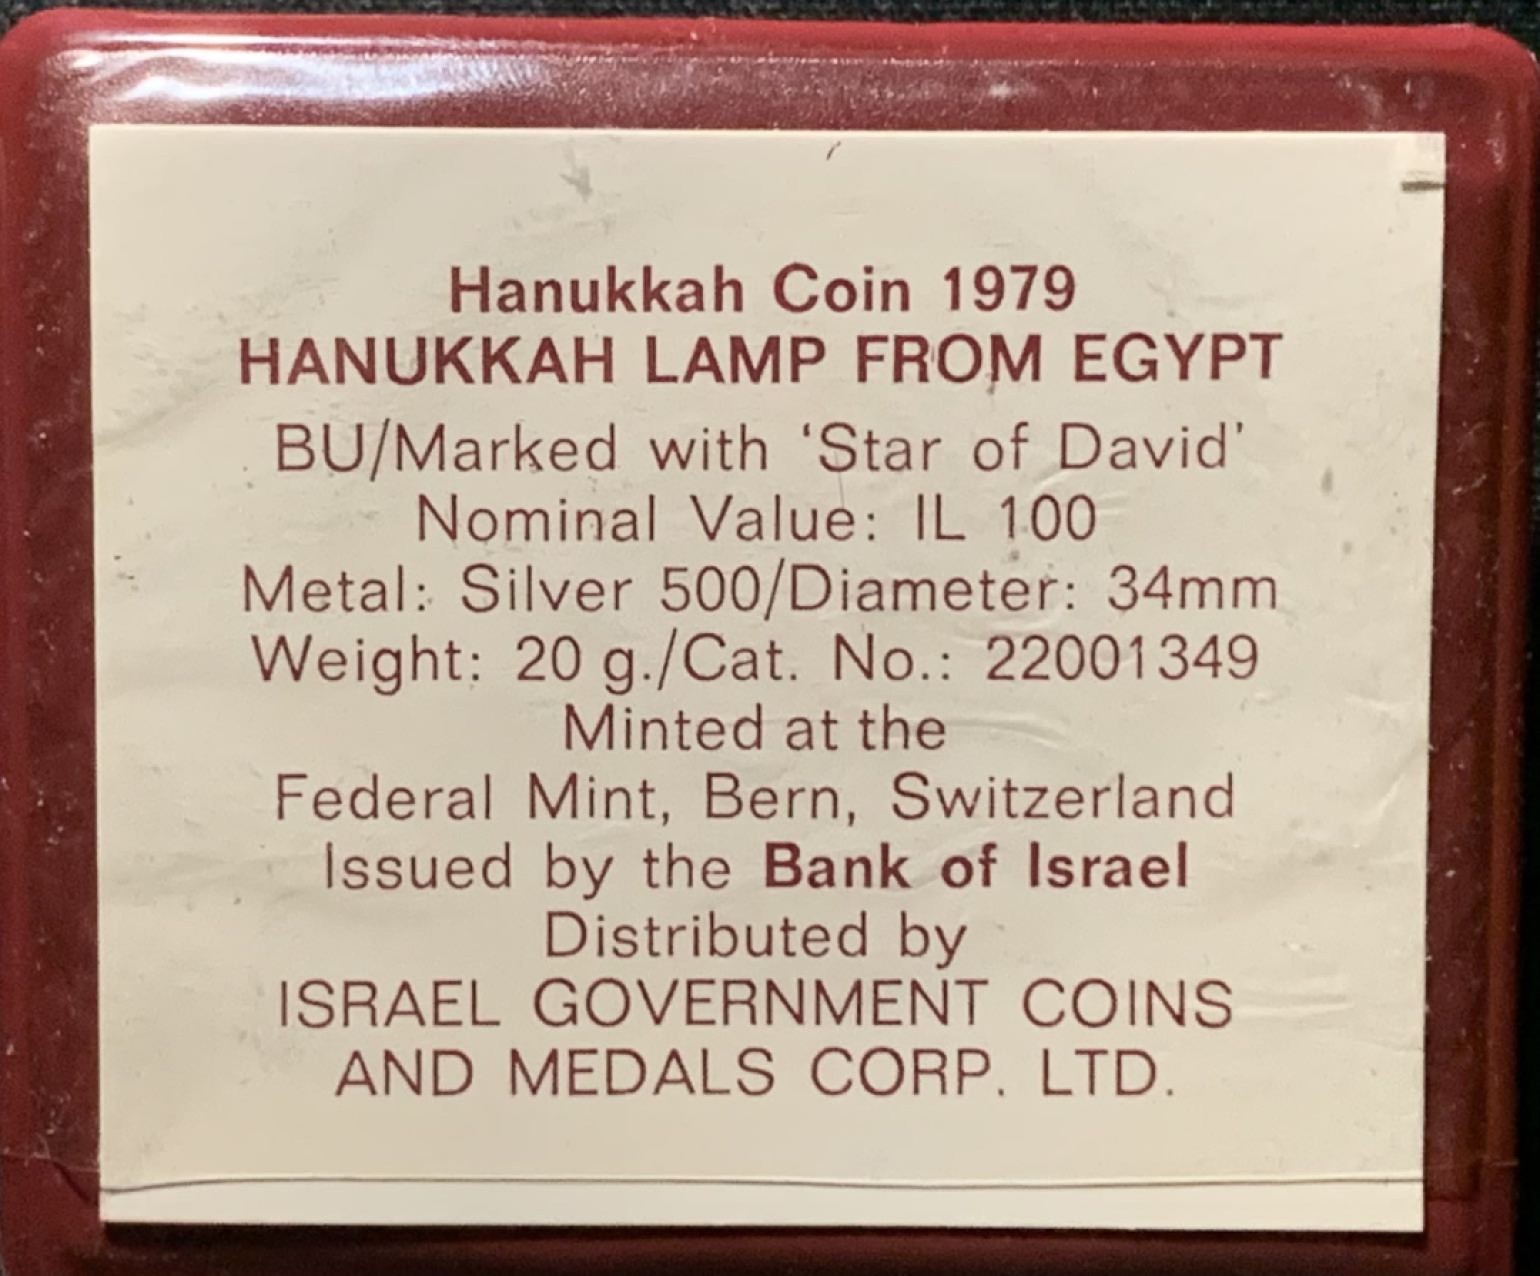 Hanukkah Coin 1979
HANUKKAH LAMP FROM EGYPT
BU/Marked with ‘Star of David’
Nominal Value: IL 100
Metal: Silver 500/Diameter: 34mm
Weight: 20 g./Cat. No.: 22001349
Minted at the
Federal Mint, Bern, Switzerland
Issued by the Bank of Israel
Distributed by
ISRAEL GOVERNMENT COINS
AND MEDALS CORP. LTD.